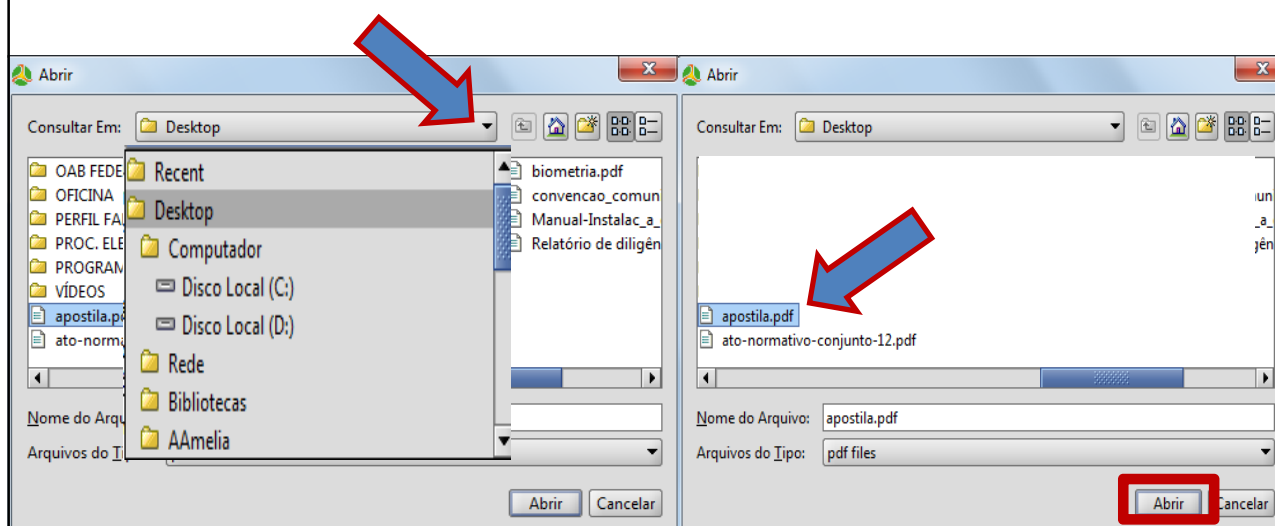 Abrir
Consultar Em: Desktop
Recent
Desktop
Computador
Disco Local (C:)
Disco Local (D:)
Rede
Bibliotecas
AAmelia
OAB FEDE
OFICINA
PERFIL FA
PROC. ELE
PROGRAM
VÍDEOS
apostila.p
ato-norma
biometria.pdf
convencao_comun
Manual-Instalac_a_
Relatório de diligên
Nome do Arqu
Arquivos do Ti
Abrir Cancelar
Abrir
Consultar Em: Desktop
apostila.pdf
ato-normativo-conjunto-12.pdf
Nome do Arquivo: apostila.pdf
Arquivos do Tipo: pdf files
Abrir Cancelar